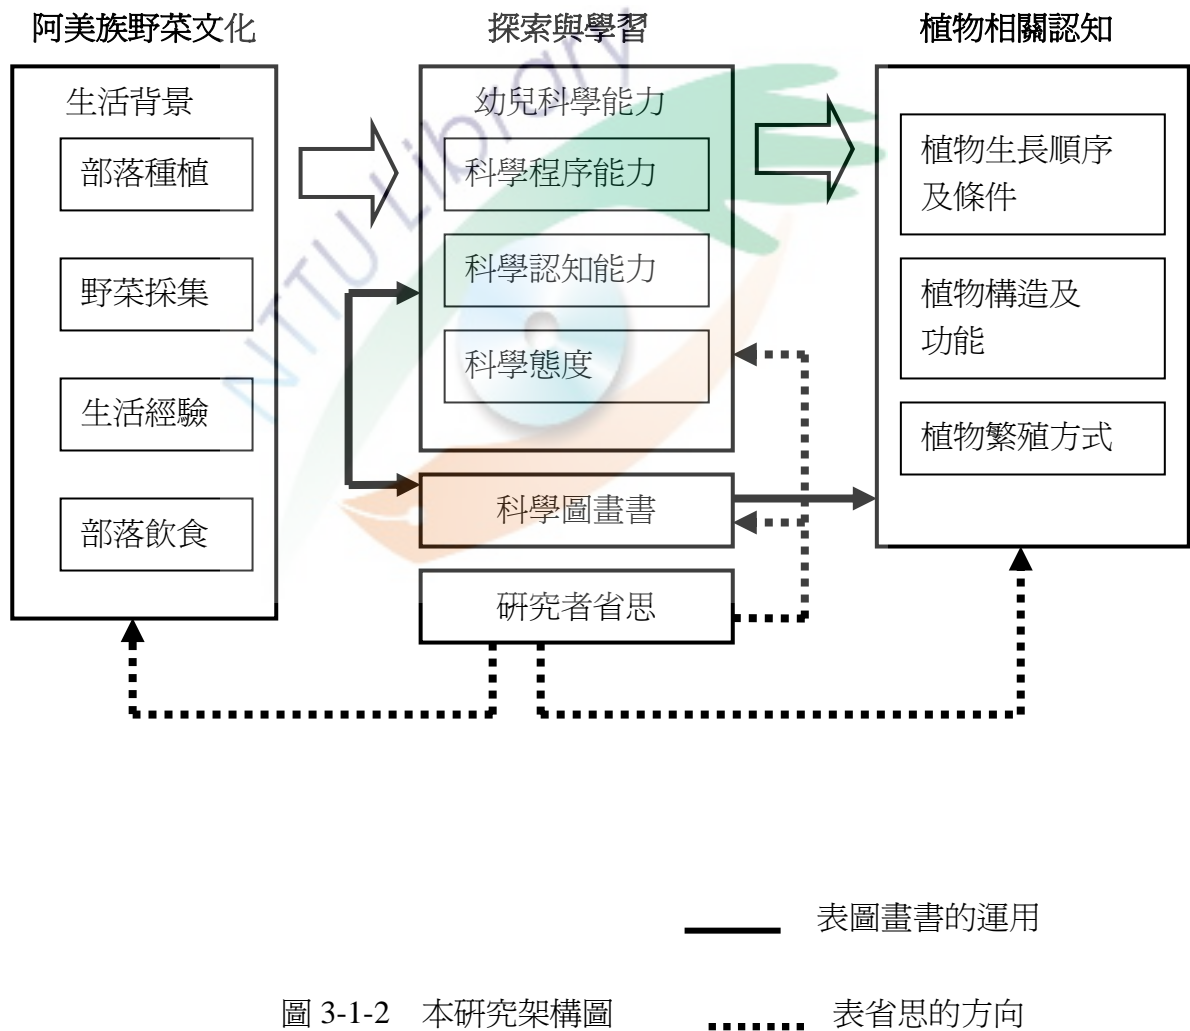 阿美族野菜文化
生活背景
部落種植
野菜採集
生活經驗
部落飲食
探索與學習
幼兒科學能力
科學程序能力
科學認知能力
科學態度
科學圖畫書
研究者省思
植物相關認知
植物生長順序
及條件
植物構造及
功能
植物繁殖方式
NTTU Library
表圖畫書的運用
圖 3-1-2 本研究架構圖
表省思的方向